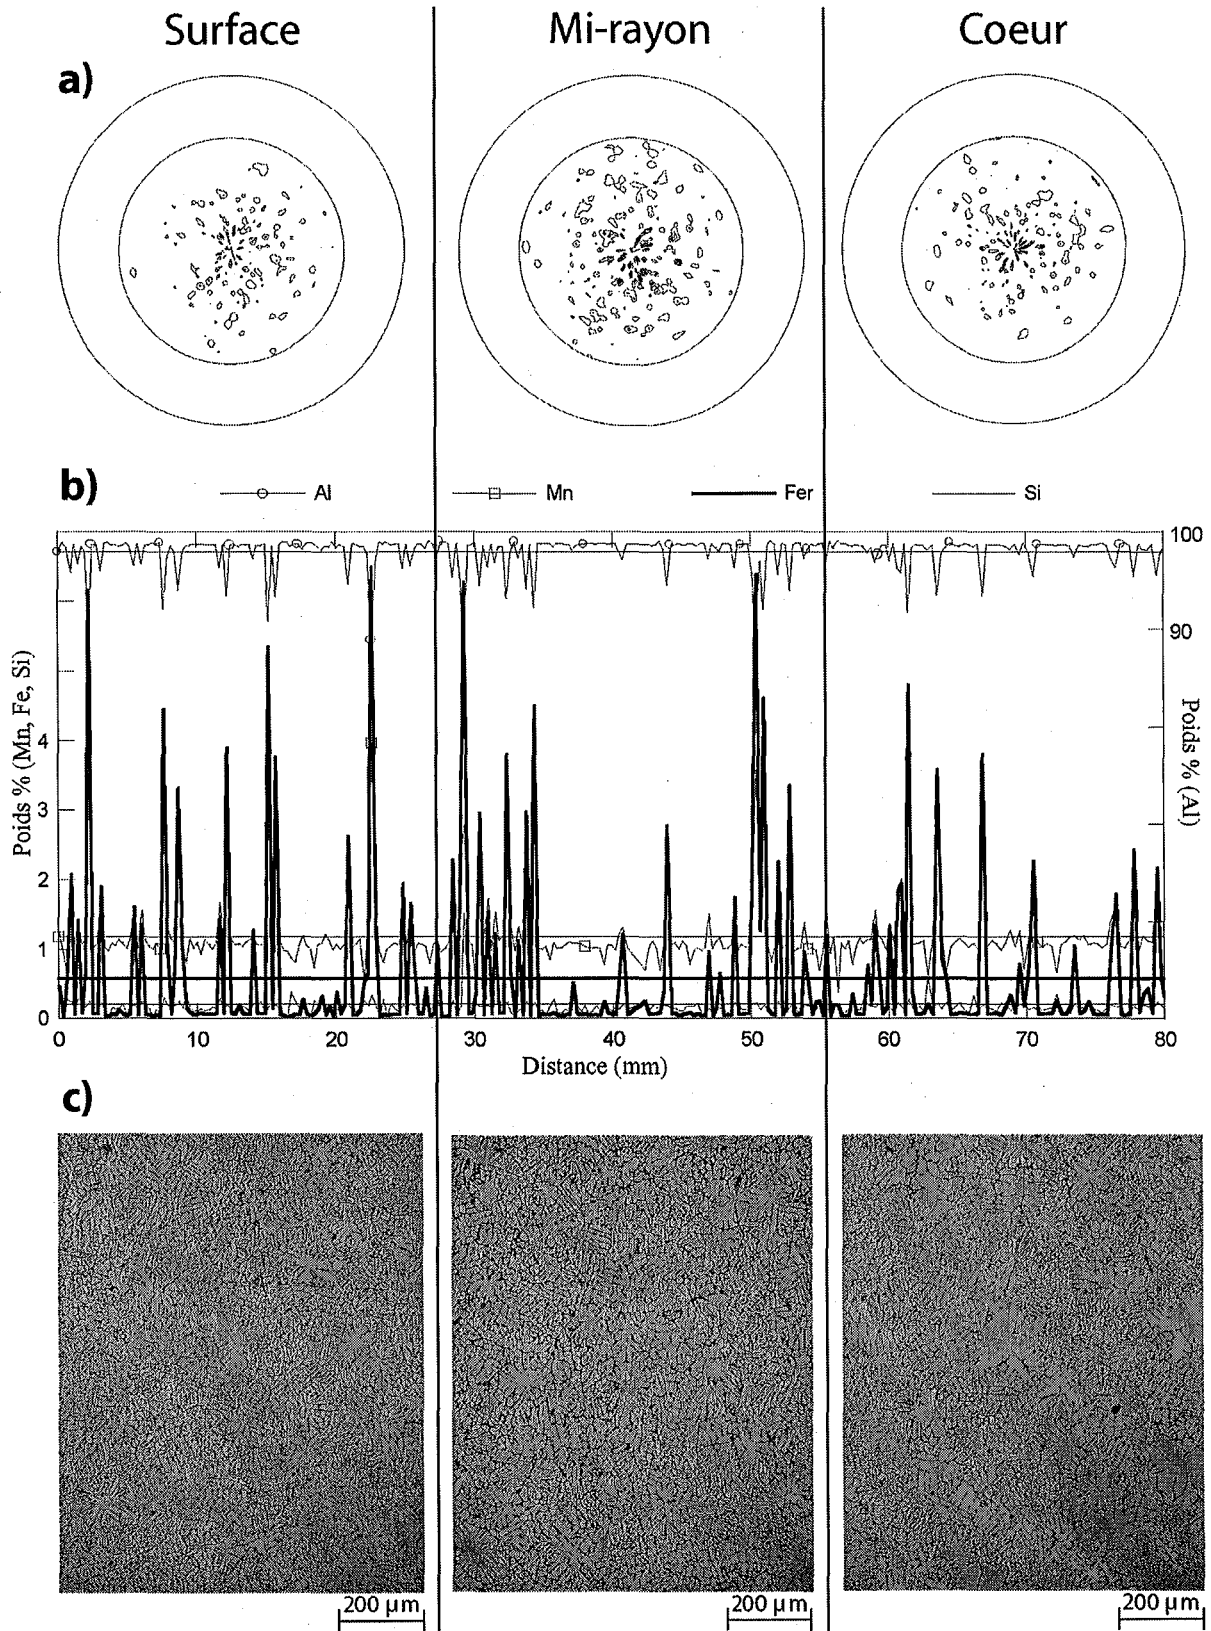 Surface Mi-rayon Coeur
a)
b)
Al Mn Fer Si
100
90
4
3
2
1
0
Poids % (Mn, Fe, Si)
Poids % (Al)
0 10 20 30 40 50 60 70 80
Distance (mm)
c)
200 µm 200 µm 200 µm